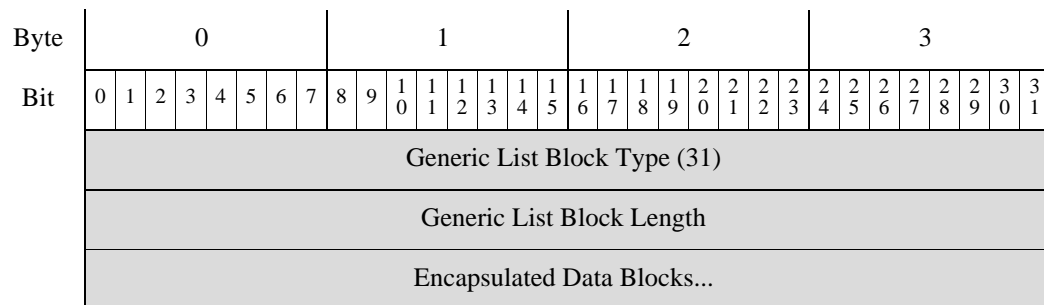 Byte 0 1 2 3
Bit 0 1 2 3 4 5 6 7 8 9 10 11 12 13 14 15 16 17 18 19 20 21 22 23 24 25 26 27 28 29 30 31
Generic List Block Type (31)
Generic List Block Length
Encapsulated Data Blocks...